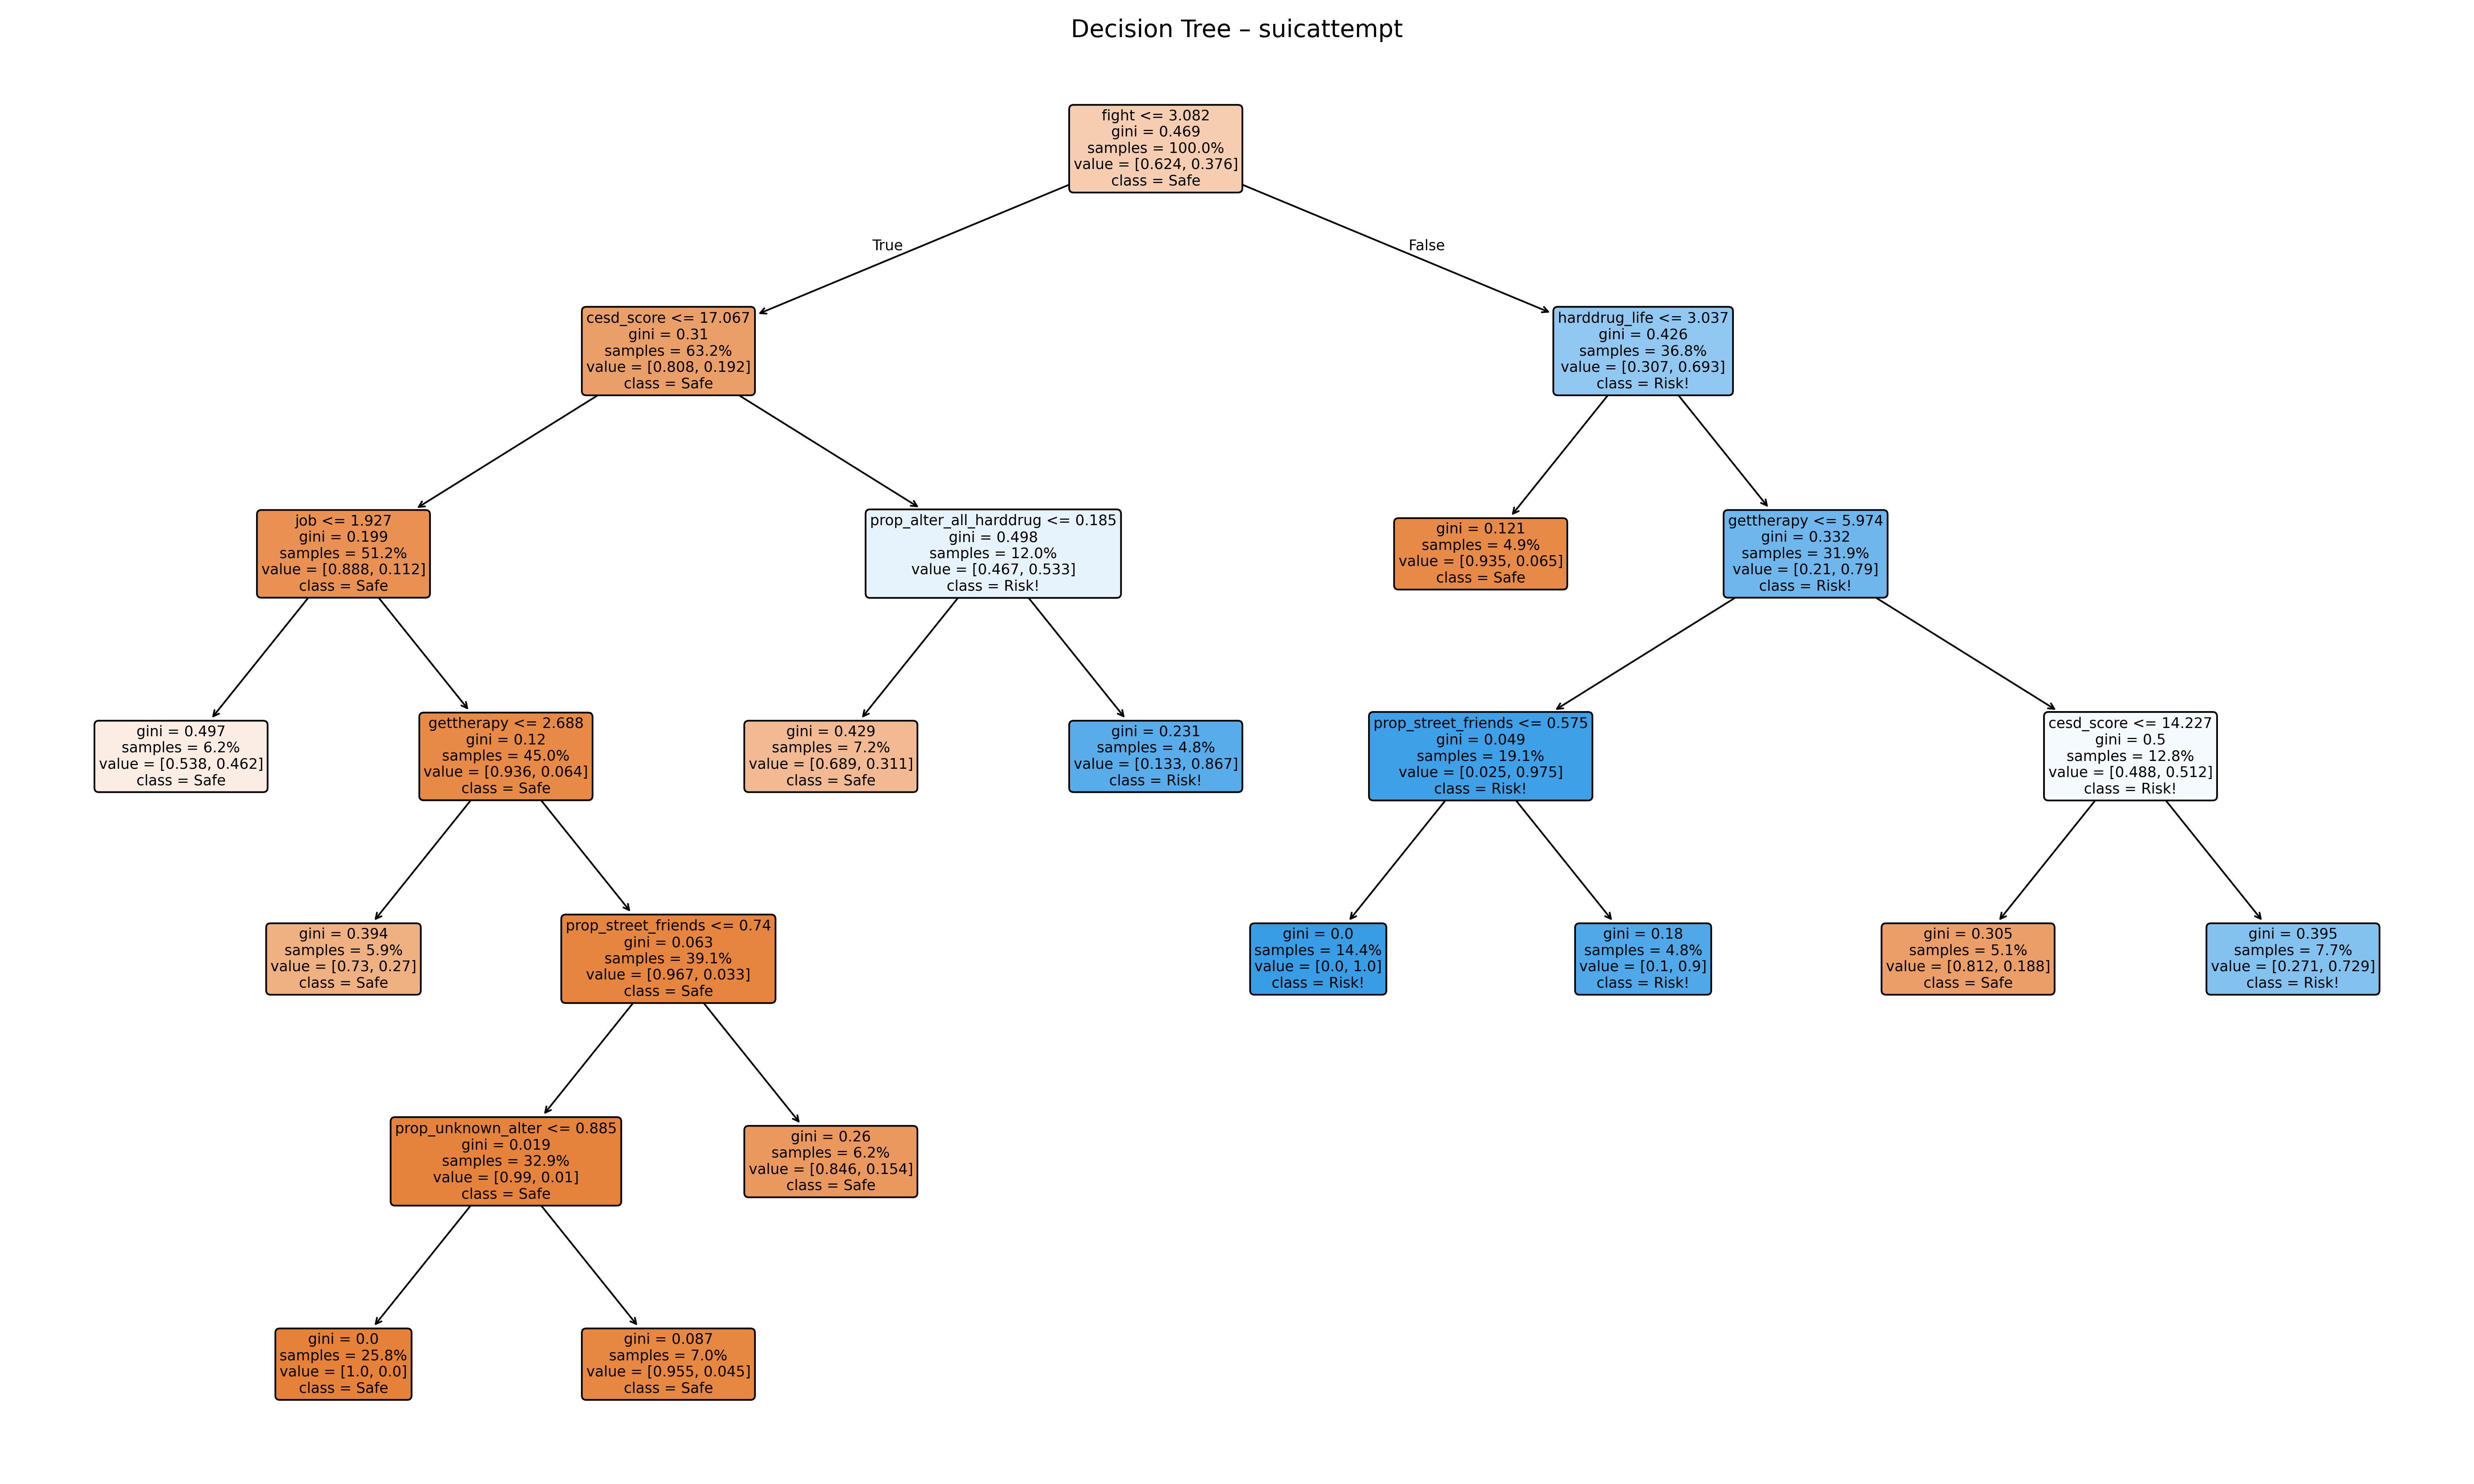 Decision Tree – suicattempt
fight <= 3.082
gini = 0.469
samples = 100.0%
value = [0.624, 0.376]
class = Safe
True
False
cesd_score <= 17.067
gini = 0.31
samples = 63.2%
value = [0.808, 0.192]
class = Safe
harddrug_life <= 3.037
gini = 0.426
samples = 36.8%
value = [0.307, 0.693]
class = Risk!
job <= 1.927
gini = 0.199
samples = 51.2%
value = [0.888, 0.112]
class = Safe
prop_alter_all_harddrug <= 0.185
gini = 0.498
samples = 12.0%
value = [0.467, 0.533]
class = Risk!
gini = 0.121
samples = 4.9%
value = [0.935, 0.065]
class = Safe
gettherapy <= 5.974
gini = 0.332
samples = 31.9%
value = [0.21, 0.79]
class = Risk!
gini = 0.497
samples = 6.2%
value = [0.538, 0.462]
class = Safe
gettherapy <= 2.688
gini = 0.12
samples = 45.0%
value = [0.936, 0.064]
class = Safe
gini = 0.429
samples = 7.2%
value = [0.689, 0.311]
class = Safe
gini = 0.231
samples = 4.8%
value = [0.133, 0.867]
class = Risk!
prop_street_friends <= 0.575
gini = 0.049
samples = 19.1%
value = [0.025, 0.975]
class = Risk!
cesd_score <= 14.227
gini = 0.5
samples = 12.8%
value = [0.488, 0.512]
class = Risk!
gini = 0.394
samples = 5.9%
value = [0.73, 0.27]
class = Safe
prop_street_friends <= 0.74
gini = 0.063
samples = 39.1%
value = [0.967, 0.033]
class = Safe
gini = 0.0
samples = 14.4%
value = [0.0, 1.0]
class = Risk!
gini = 0.18
samples = 4.8%
value = [0.1, 0.9]
class = Risk!
gini = 0.305
samples = 5.1%
value = [0.812, 0.188]
class = Safe
gini = 0.395
samples = 7.7%
value = [0.271, 0.729]
class = Risk!
prop_unknown_alter <= 0.885
gini = 0.019
samples = 32.9%
value = [0.99, 0.01]
class = Safe
gini = 0.26
samples = 6.2%
value = [0.846, 0.154]
class = Safe
gini = 0.0
samples = 25.8%
value = [1.0, 0.0]
class = Safe
gini = 0.087
samples = 7.0%
value = [0.955, 0.045]
class = Safe